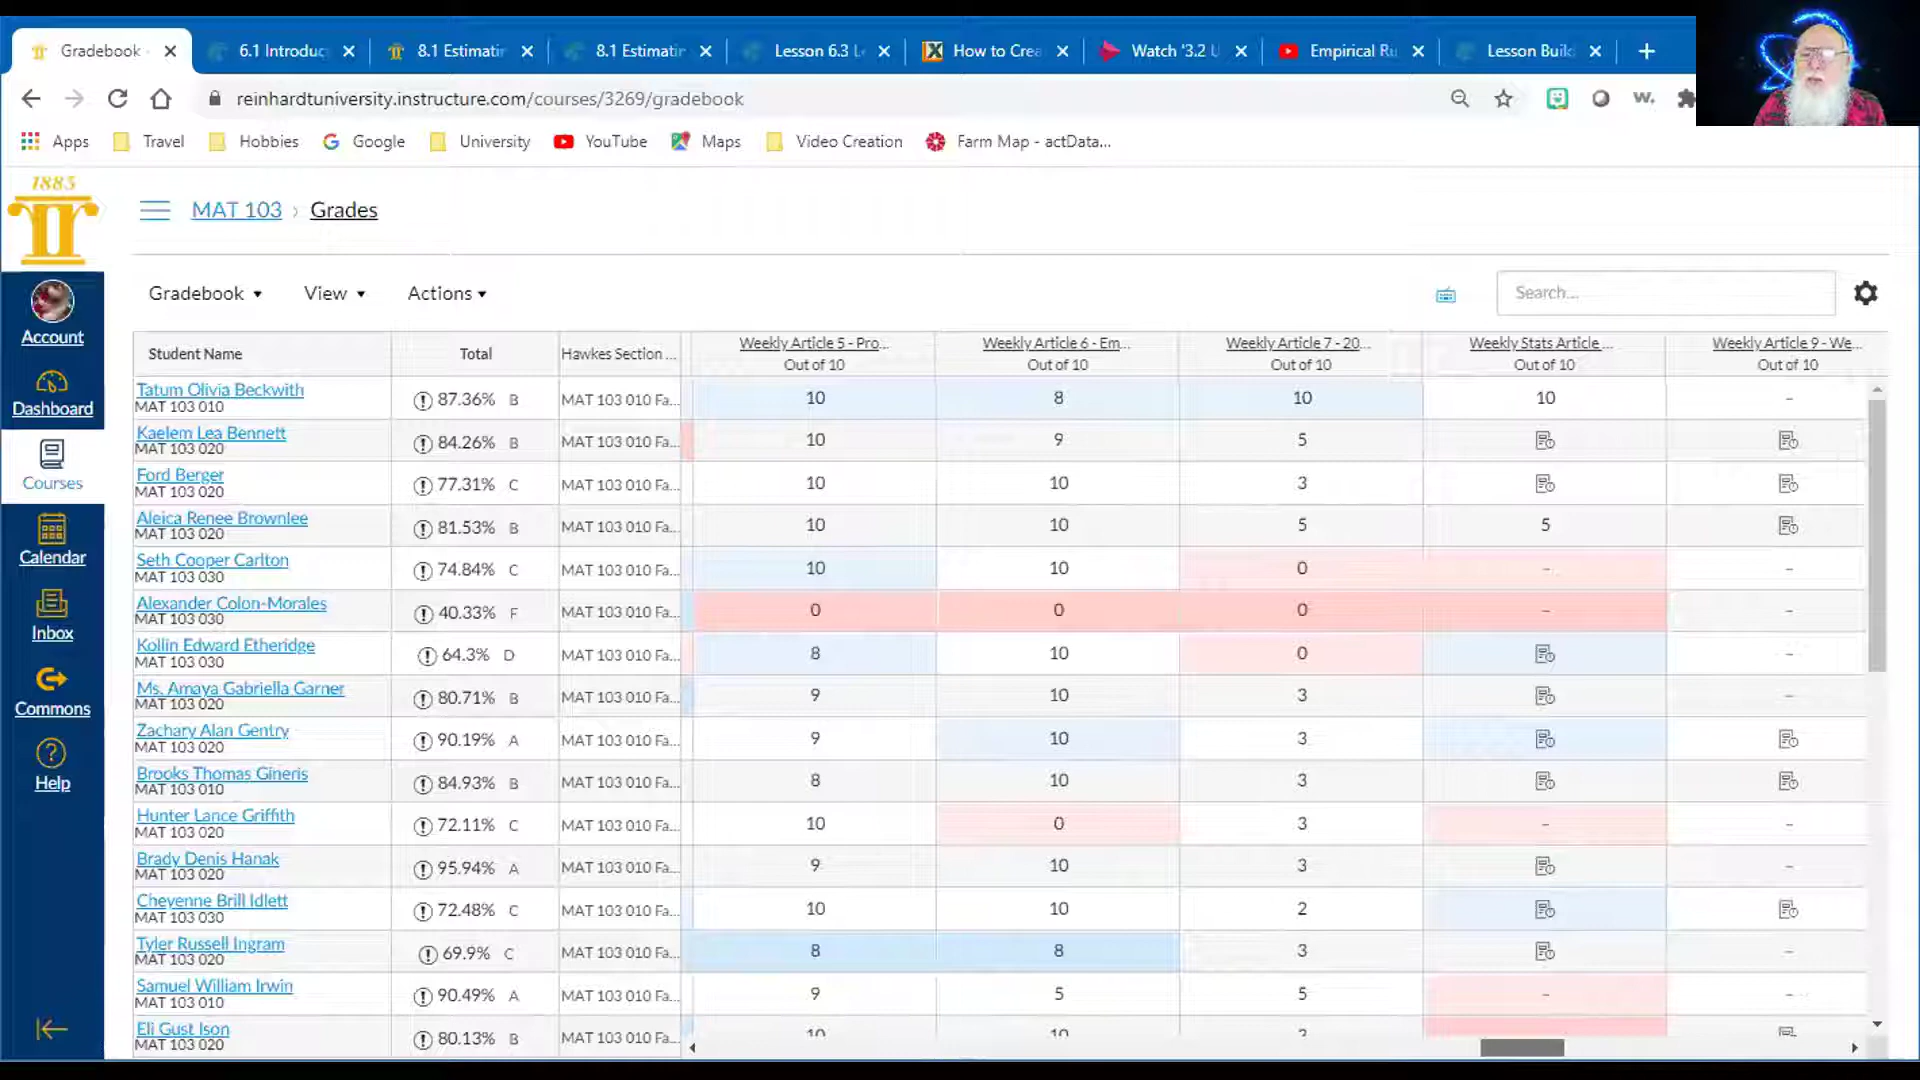 Gradebook
6.1 Introduc
8.1 Estimatin
8.1 Estimatin
Lesson 6.3 L
How to Crea
Watch '3.2 U
Empirical Ru
Lesson Buil
reinhardtuniversity.instructure.com/courses/3269/gradebook
Apps Travel Hobbies Google University YouTube Maps Video Creation Farm Map - actData...
1883
MAT 103 › Grades
Account
Dashboard
Courses
Calendar
Inbox
Commons
Help
Gradebook View Actions
Search...
Student Name Total Hawkes Section ... Weekly Article 5 - Pro... Weekly Article 6 - Em... Weekly Article 7 - 20... Weekly Stats Article ... Weekly Article 9 - We...
Out of 10 Out of 10 Out of 10 Out of 10 Out of 10
Tatum Olivia Beckwith 87.36% B MAT 103 010 Fa... 10 8 10 10 -
MAT 103 010
Kaelem Lea Bennett 84.26% B MAT 103 010 Fa... 10 9 5
MAT 103 020
Ford Berger 77.31% C MAT 103 010 Fa... 10 10 3
MAT 103 020
Aleica Renee Brownlee 81.53% B MAT 103 010 Fa... 10 10 5 5
MAT 103 020
Seth Cooper Carlton 74.84% C MAT 103 010 Fa... 10 10 0 - -
MAT 103 030
Alexander Colon-Morales 40.33% F MAT 103 010 Fa... 0 0 0 - -
MAT 103 030
Kollin Edward Etheridge 64.3% D MAT 103 010 Fa... 8 10 0 -
MAT 103 030
Ms. Amaya Gabriella Garner 80.71% B MAT 103 010 Fa... 9 10 3 -
MAT 103 020
Zachary Alan Gentry 90.19% A MAT 103 010 Fa... 9 10 3
MAT 103 020
Brooks Thomas Gineris 84.93% B MAT 103 010 Fa... 8 10 3
MAT 103 010
Hunter Lance Griffith 72.11% C MAT 103 010 Fa... 10 0 3 - -
MAT 103 020
Brady Denis Hanak 95.94% A MAT 103 010 Fa... 9 10 3 -
MAT 103 020
Cheyenne Brill Idlett 72.48% C MAT 103 010 Fa... 10 10 2
MAT 103 030
Tyler Russell Ingram 69.9% C MAT 103 010 Fa... 8 8 3 -
MAT 103 020
Samuel William Irwin 90.49% A MAT 103 010 Fa... 9 5 5 - -
MAT 103 010
Eli Gust Ison 80.13% B MAT 103 010 Fa... 10 10
MAT 103 020